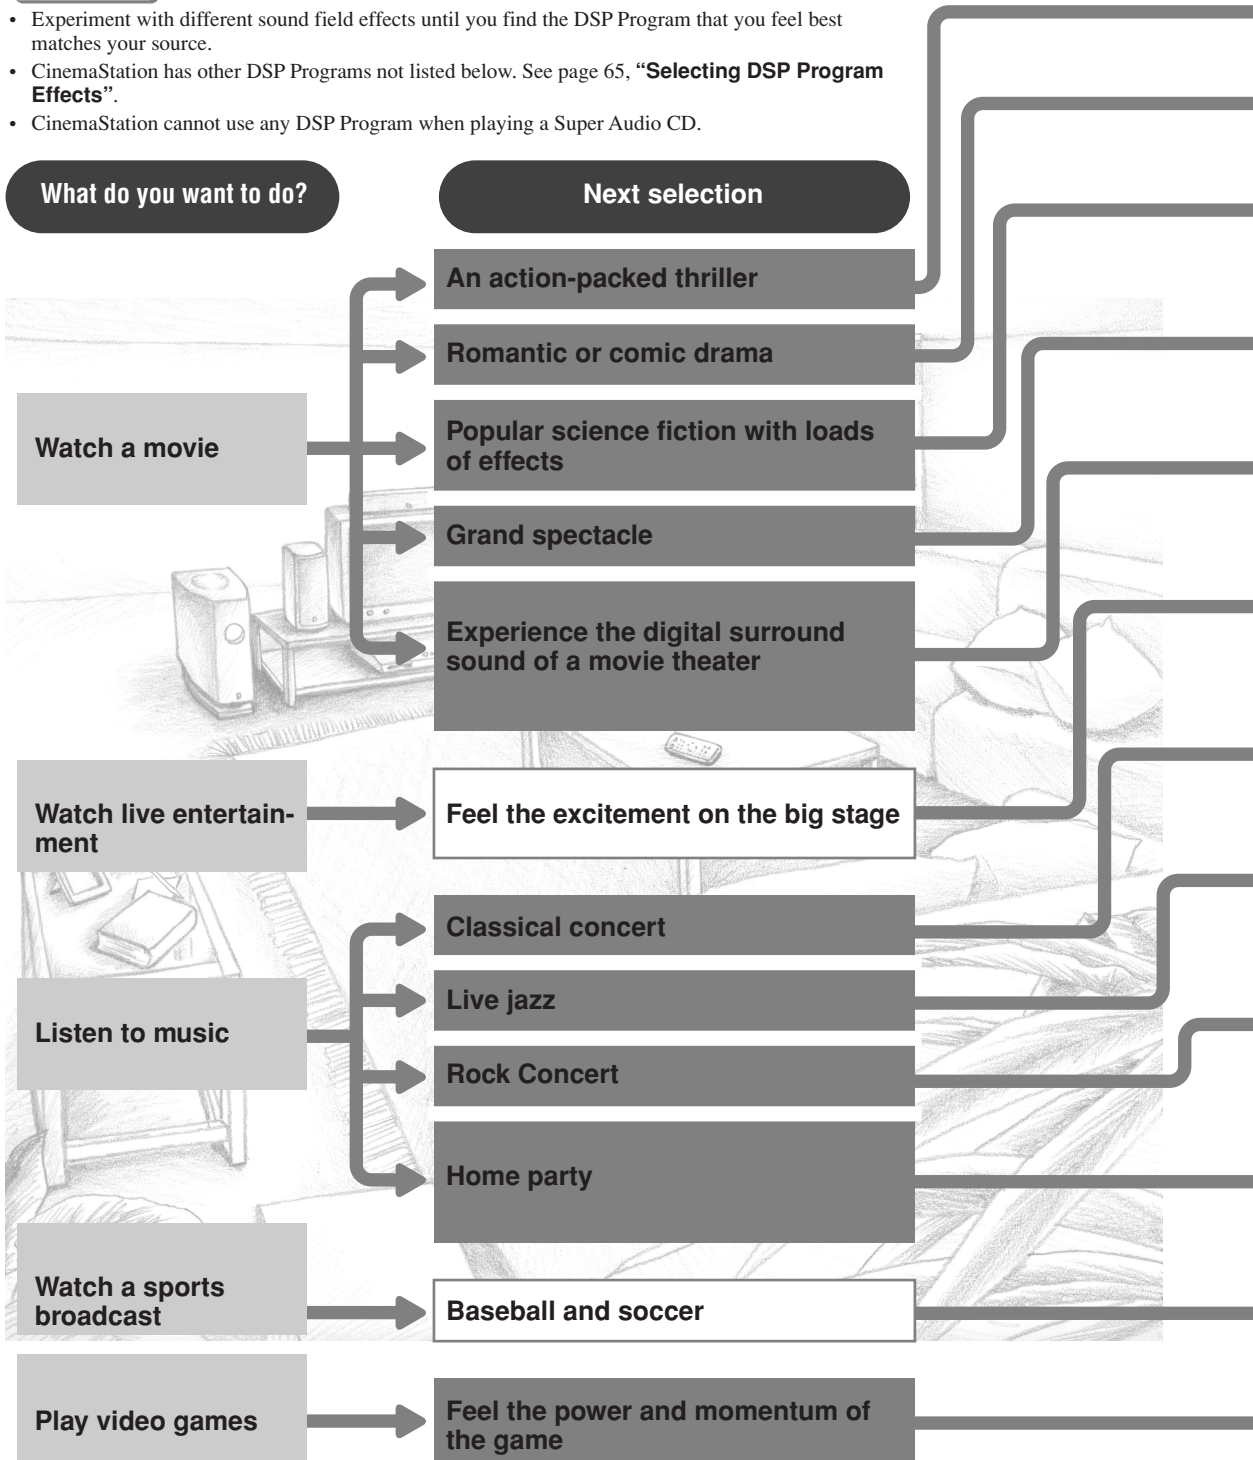 • Experiment with different sound field effects until you find the DSP Program that you feel best
matches your source.
• CinemaStation has other DSP Programs not listed below. See page 65, “Selecting DSP Program
Effects”.
• CinemaStation cannot use any DSP Program when playing a Super Audio CD.
What do you want to do?
Next selection
Watch a movie
An action-packed thriller
Romantic or comic drama
Popular science fiction with loads
of effects
Grand spectacle
Experience the digital surround
sound of a movie theater
Watch live entertain-
ment
Feel the excitement on the big stage
Listen to music
Classical concert
Live jazz
Rock Concert
Home party
Watch a sports
broadcast
Baseball and soccer
Play video games
Feel the power and momentum of
the game